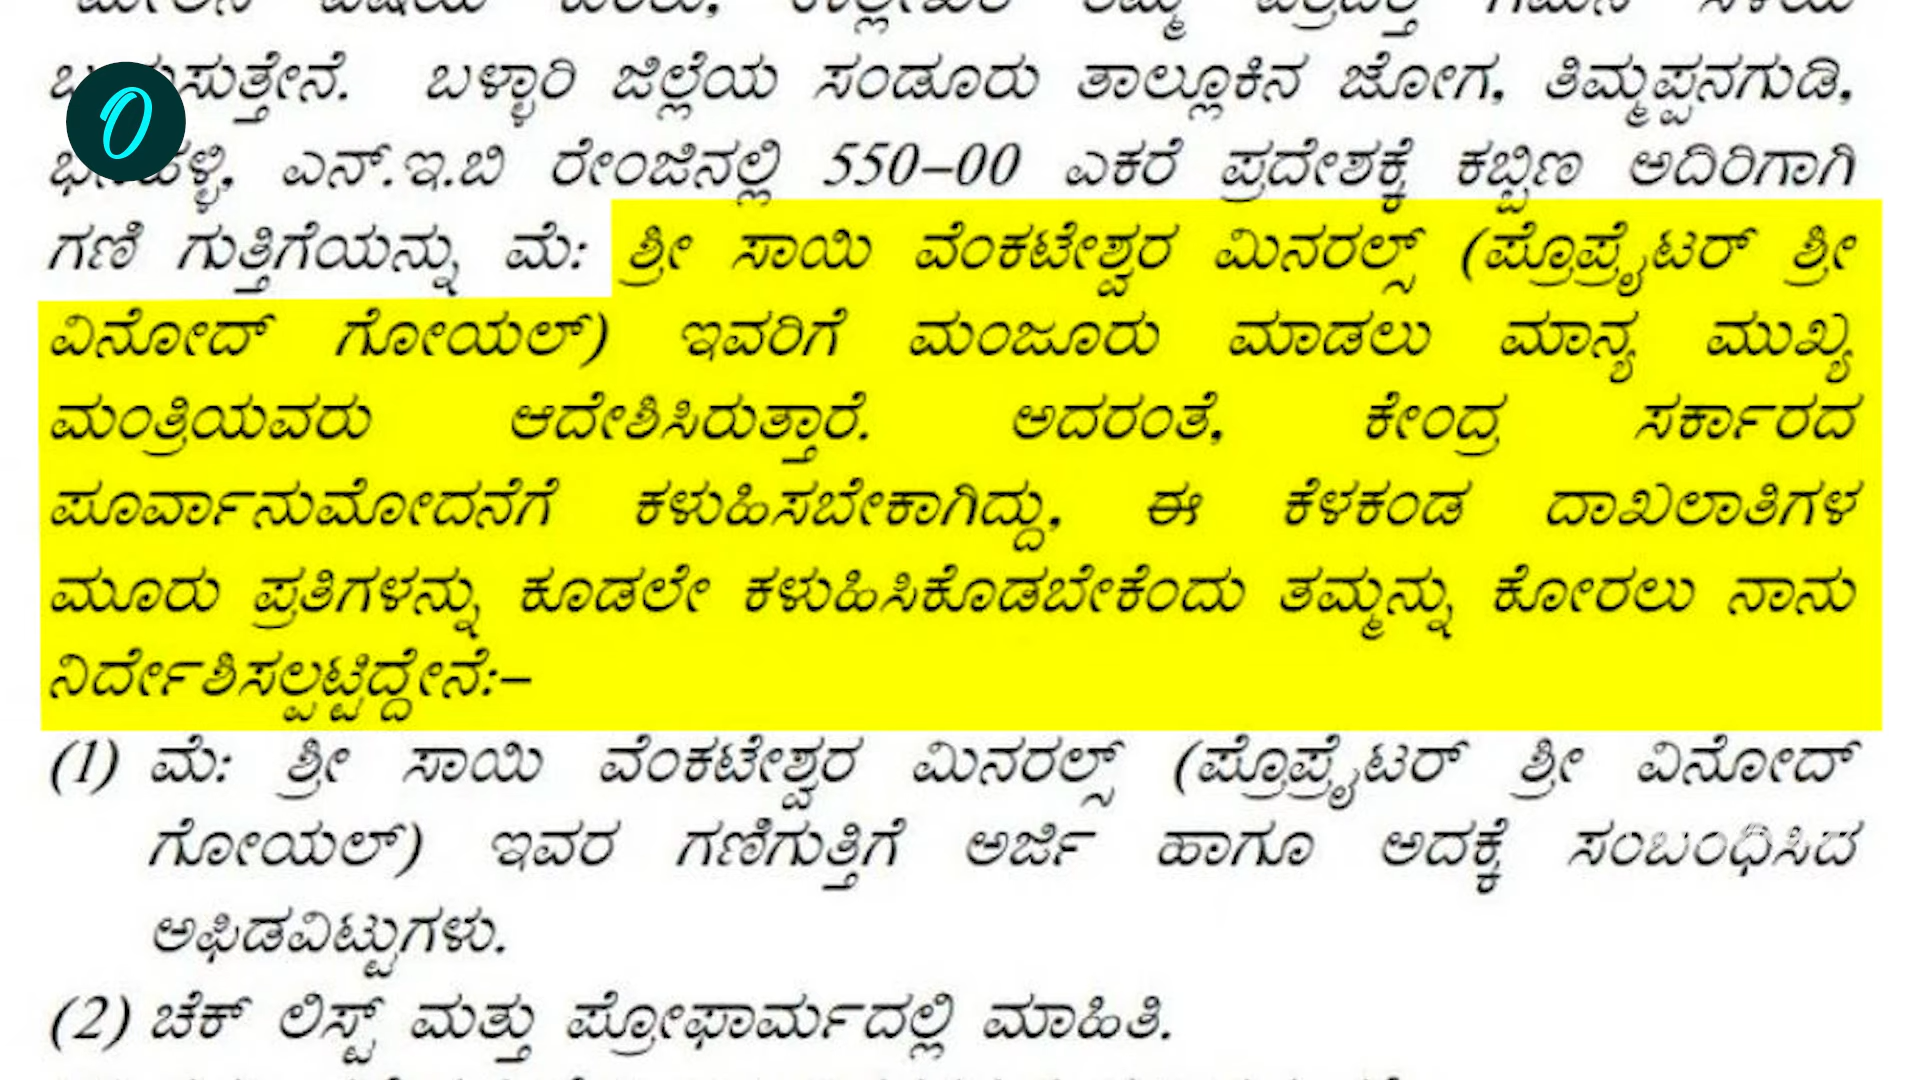 ಬಯಸುತ್ತೇನೆ. ಬಳ್ಳಾರಿ ಜಿಲ್ಲೆಯ ಸಂಡೂರು ತಾಲ್ಲೂಕಿನ ಜೋಗ, ತಿಮ್ಮಪ್ಪನಗುಡಿ,
ಎನ್.ಇ.ಬಿ ರೇಂಜಿನಲ್ಲಿ 550–00 ಎಕರೆ ಪ್ರದೇಶಕ್ಕೆ ಕಬ್ಬಿಣ ಅದಿರಿಗಾಗಿ
ಗಣಿ ಗುತ್ತಿಗೆಯನ್ನು ಮೆ: ಶ್ರೀ ಸಾಯಿ ವೆಂಕಟೇಶ್ವರ ಮಿನರಲ್ಸ್ (ಪ್ರೊಪ್ರೈಟರ್ ಶ್ರೀ
ವಿನೋದ್ ಗೋಯಲ್) ಇವರಿಗೆ ಮಂಜೂರು ಮಾಡಲು ಮಾನ್ಯ ಮುಖ್ಯ
ಮಂತ್ರಿಯವರು ಆದೇಶಿಸಿರುತ್ತಾರೆ. ಅದರಂತೆ, ಕೇಂದ್ರ ಸರ್ಕಾರದ
ಪೂರ್ವಾನುಮೋದನೆಗೆ ಕಳುಹಿಸಬೇಕಾಗಿದ್ದು, ಈ ಕೆಳಕಂಡ ದಾಖಲಾತಿಗಳ
ಮೂರು ಪ್ರತಿಗಳನ್ನು ಕೂಡಲೇ ಕಳುಹಿಸಿಕೊಡಬೇಕೆಂದು ತಮ್ಮನ್ನು ಕೋರಲು ನಾನು
ನಿರ್ದೇಶಿಸಲ್ಪಟ್ಟಿದ್ದೇನೆ:–
(1) ಮೆ: ಶ್ರೀ ಸಾಯಿ ವೆಂಕಟೇಶ್ವರ ಮಿನರಲ್ಸ್ (ಪ್ರೊಪ್ರೈಟರ್ ಶ್ರೀ ವಿನೋದ್
ಗೋಯಲ್) ಇವರ ಗಣಿಗುತ್ತಿಗೆ ಅರ್ಜಿ ಹಾಗೂ ಅದಕ್ಕೆ ಸಂಬಂಧಿಸಿದ
ಅಫಿಡವಿಟ್ಟುಗಳು.
(2) ಚೆಕ್ ಲಿಸ್ಟ್ ಮತ್ತು ಪ್ರೋಫಾರ್ಮದಲ್ಲಿ ಮಾಹಿತಿ.